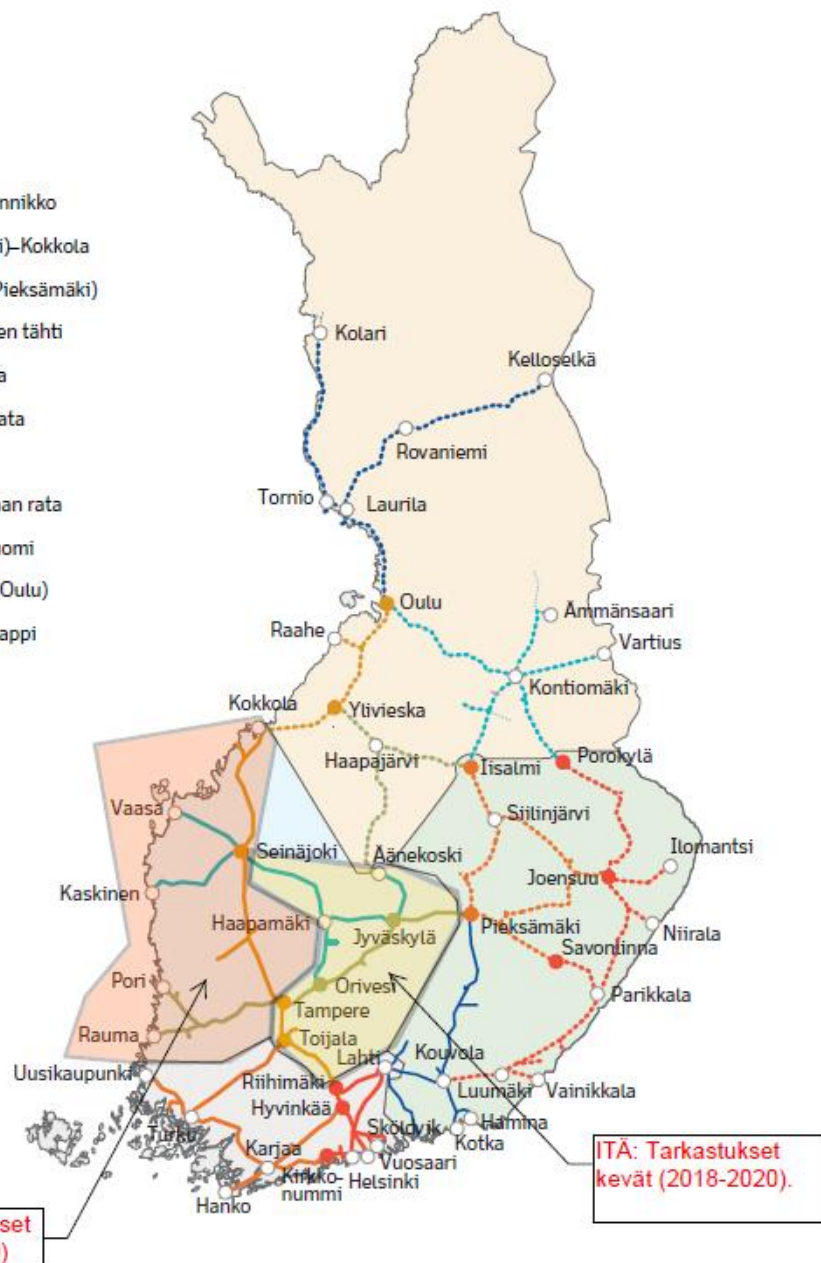 nnikko
i)–Kokkola
Pieksämäki)
en tähti
a
ata
nan rata
omi
Oulu)
appi
Kolari
Kelloselkä
Rovaniemi
Tornio
Laurila
Oulu
Ämmänsaari
Raahe
Vartius
Kontiomäki
Kokkola
Ylivieska
Haapajärvi
Iisalmi
Porokylä
Vaasa
Siilinjärvi
Seinäjoki
Äänekoski
Ilomantsi
Joensuu
Kaskinen
Haapamäki
Jyväskylä
Pieksämäki
Niirala
Savonlinna
Pori
Orivesi
Parikkala
Tampere
Rauma
Toijala
Lahti
Kouvola
Uusikaupunki
Riihimäki
Luumäki
Vainikkala
Hyvinkää
Sköldvik
Hamina
Turku
Kotka
Karjaa
Vuosaari
Kirkko-
nummi
Helsinki
Hanko
ITÄ: Tarkastukset
kevät (2018-2020).
set
)